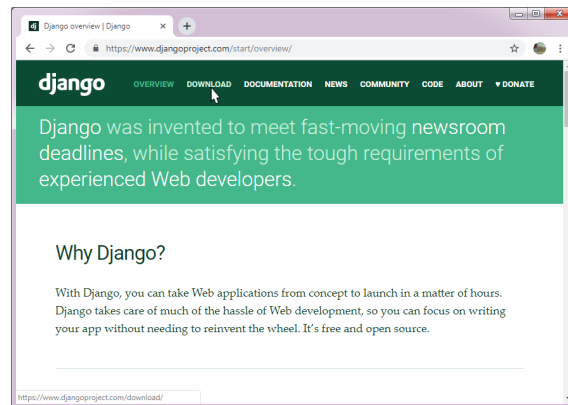 Django overview | Django
https://www.djangoproject.com/start/overview/
django OVERVIEW DOWNLOAD DOCUMENTATION NEWS COMMUNITY CODE ABOUT ♥ DONATE
Django was invented to meet fast-moving newsroom
deadlines, while satisfying the tough requirements of
experienced Web developers.
Why Django?
With Django, you can take Web applications from concept to launch in a matter of hours.
Django takes care of much of the hassle of Web development, so you can focus on writing
your app without needing to reinvent the wheel. It's free and open source.
https://www.djangoproject.com/download/